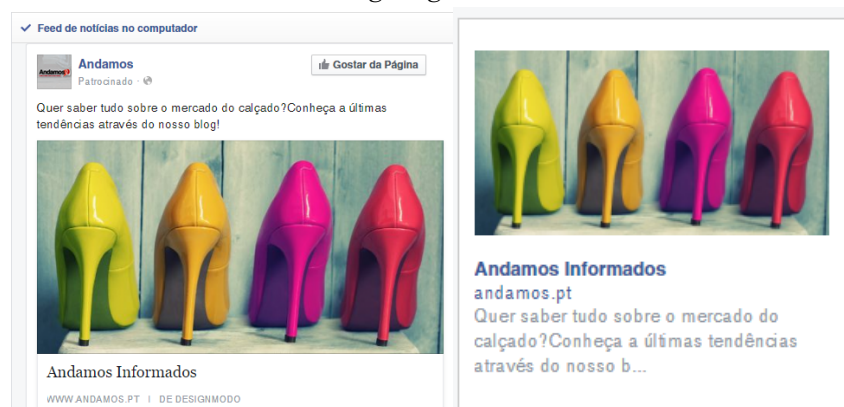 Feed de notícias no computador
Andamos
Andamos
Gostar da Página
Patrocinado
Quer saber tudo sobre o mercado do calçado?Conheça a últimas
tendências através do nosso blog!
Andamos Informados
WWW.ANDAMOS.PT | DE DESIGNMODO
Andamos Informados
andamos.pt
Quer saber tudo sobre o mercado do
calçado?Conheça a últimas tendências
através do nosso b...